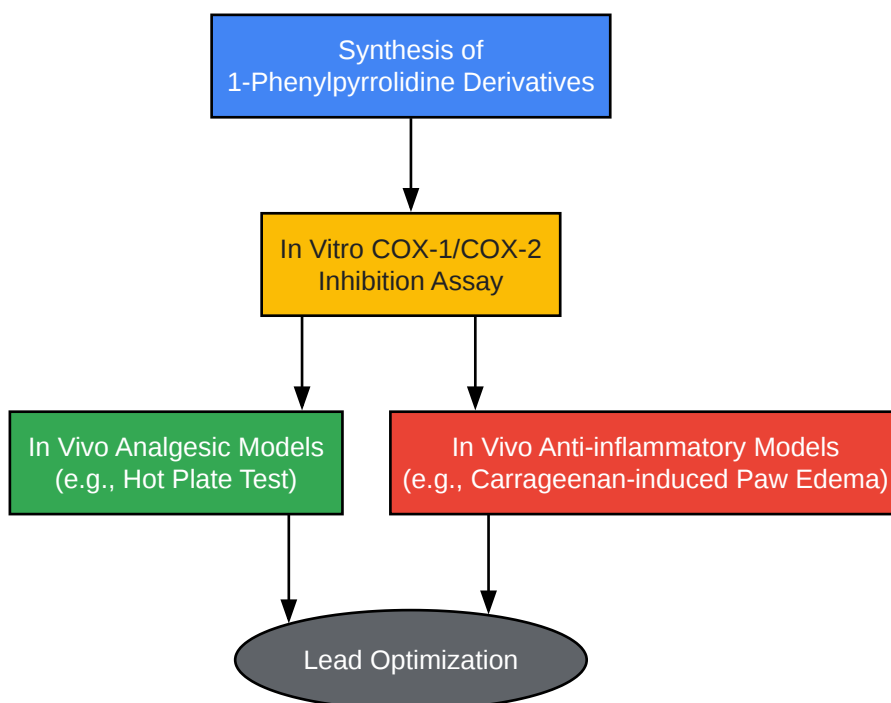 Synthesis of
1-Phenylpyrrolidine Derivatives
In Vitro COX-1/COX-2
Inhibition Assay
In Vivo Analgesic Models
(e.g., Hot Plate Test)
In Vivo Anti-inflammatory Models
(e.g., Carrageenan-induced Paw Edema)
Lead Optimization